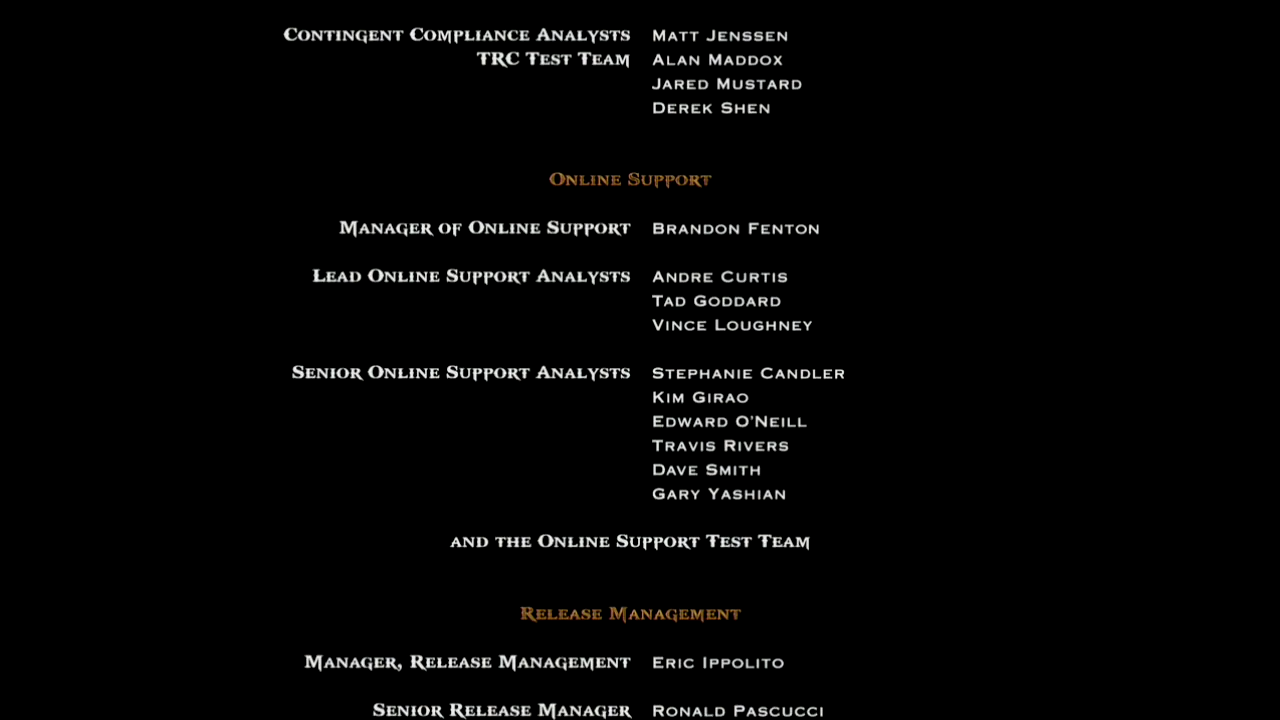 Contingent Compliance Analysts Matt Jenssen
TRC Test Team Alan Maddox
Jared Mustard
Derek Shen
Online Support
Manager of Online Support Brandon Fenton
Lead Online Support Analysts Andre Curtis
Tad Goddard
Vince Loughney
Senior Online Support Analysts Stephanie Candler
Kim Girao
Edward O'Neill
Travis Rivers
Dave Smith
Gary Yashian
and the Online Support Test Team
Release Management
Manager, Release Management Eric Ippolito
Senior Release Manager Ronald Pascucci